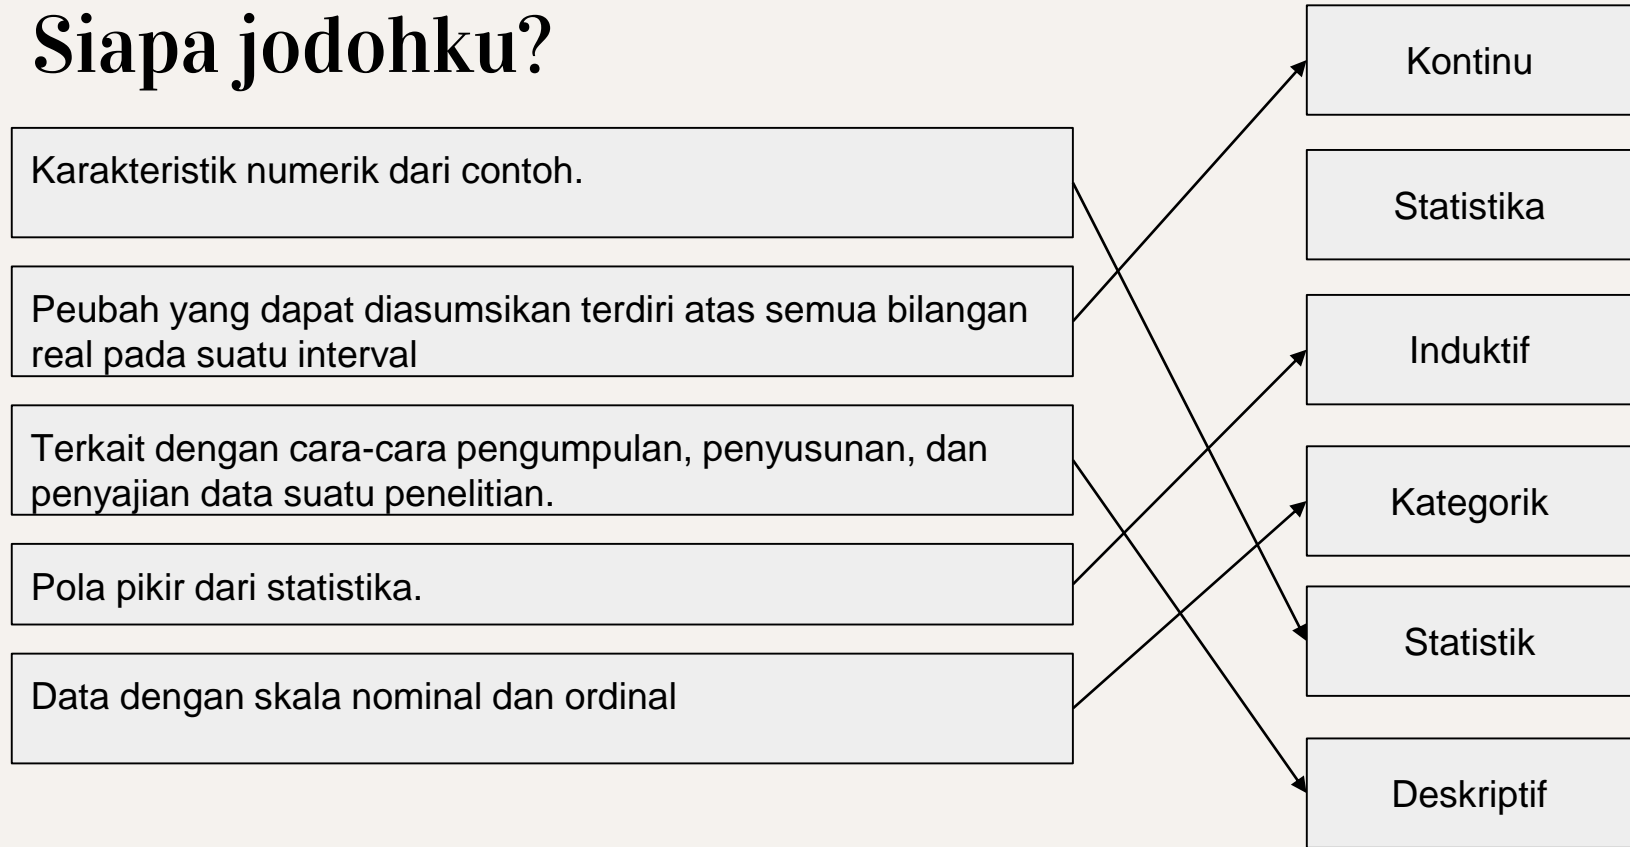 Siapa jodohku?
Karakteristik numerik dari contoh.
Peubah yang dapat diasumsikan terdiri atas semua bilangan
real pada suatu interval
Terkait dengan cara-cara pengumpulan, penyusunan, dan
penyajian data suatu penelitian.
Pola pikir dari statistika.
Data dengan skala nominal dan ordinal
Kontinu
Statistika
Induktif
Kategorik
Statistik
Deskriptif